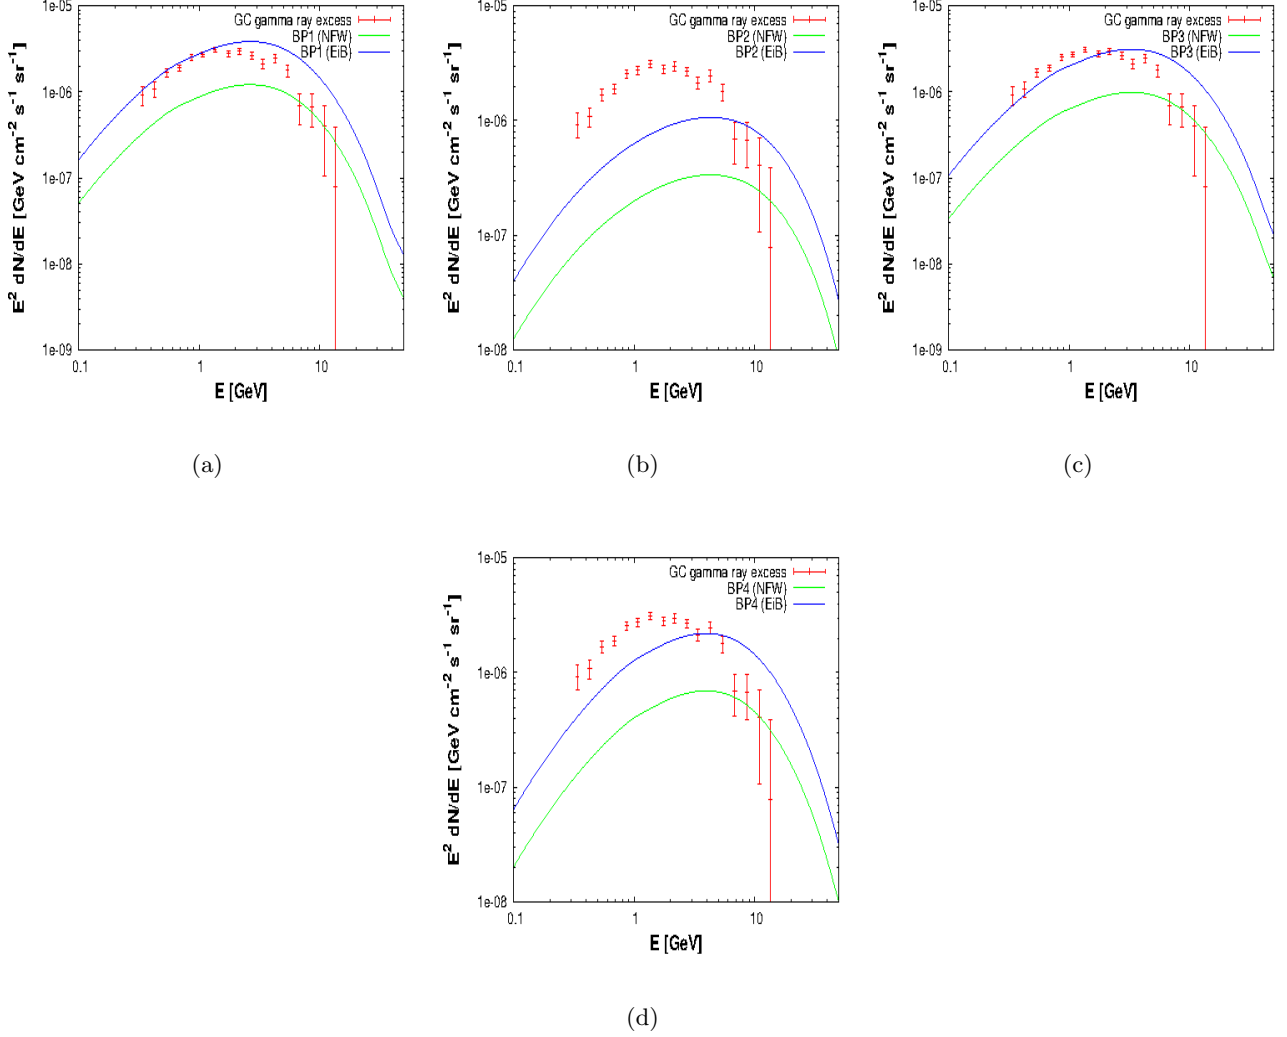 1e-05
1e-06
1e-07
1e-08
1e-09
0.1
1
10
E² dN/dE [GeV cm⁻² s⁻¹ sr⁻¹]
E [GeV]
GC gamma ray excess
BP1 (NFW)
BP1 (EiB)
(a)
1e-05
1e-06
1e-07
1e-08
0.1
1
10
E² dN/dE [GeV cm⁻² s⁻¹ sr⁻¹]
E [GeV]
GC gamma ray excess
BP2 (NFW)
BP2 (EiB)
(b)
1e-05
1e-06
1e-07
1e-08
1e-09
0.1
1
10
E² dN/dE [GeV cm⁻² s⁻¹ sr⁻¹]
E [GeV]
GC gamma ray excess
BP3 (NFW)
BP3 (EiB)
(c)
1e-05
1e-06
1e-07
1e-08
0.1
1
10
E² dN/dE [GeV cm⁻² s⁻¹ sr⁻¹]
E [GeV]
GC gamma ray excess
BP4 (NFW)
BP4 (EiB)
(d)